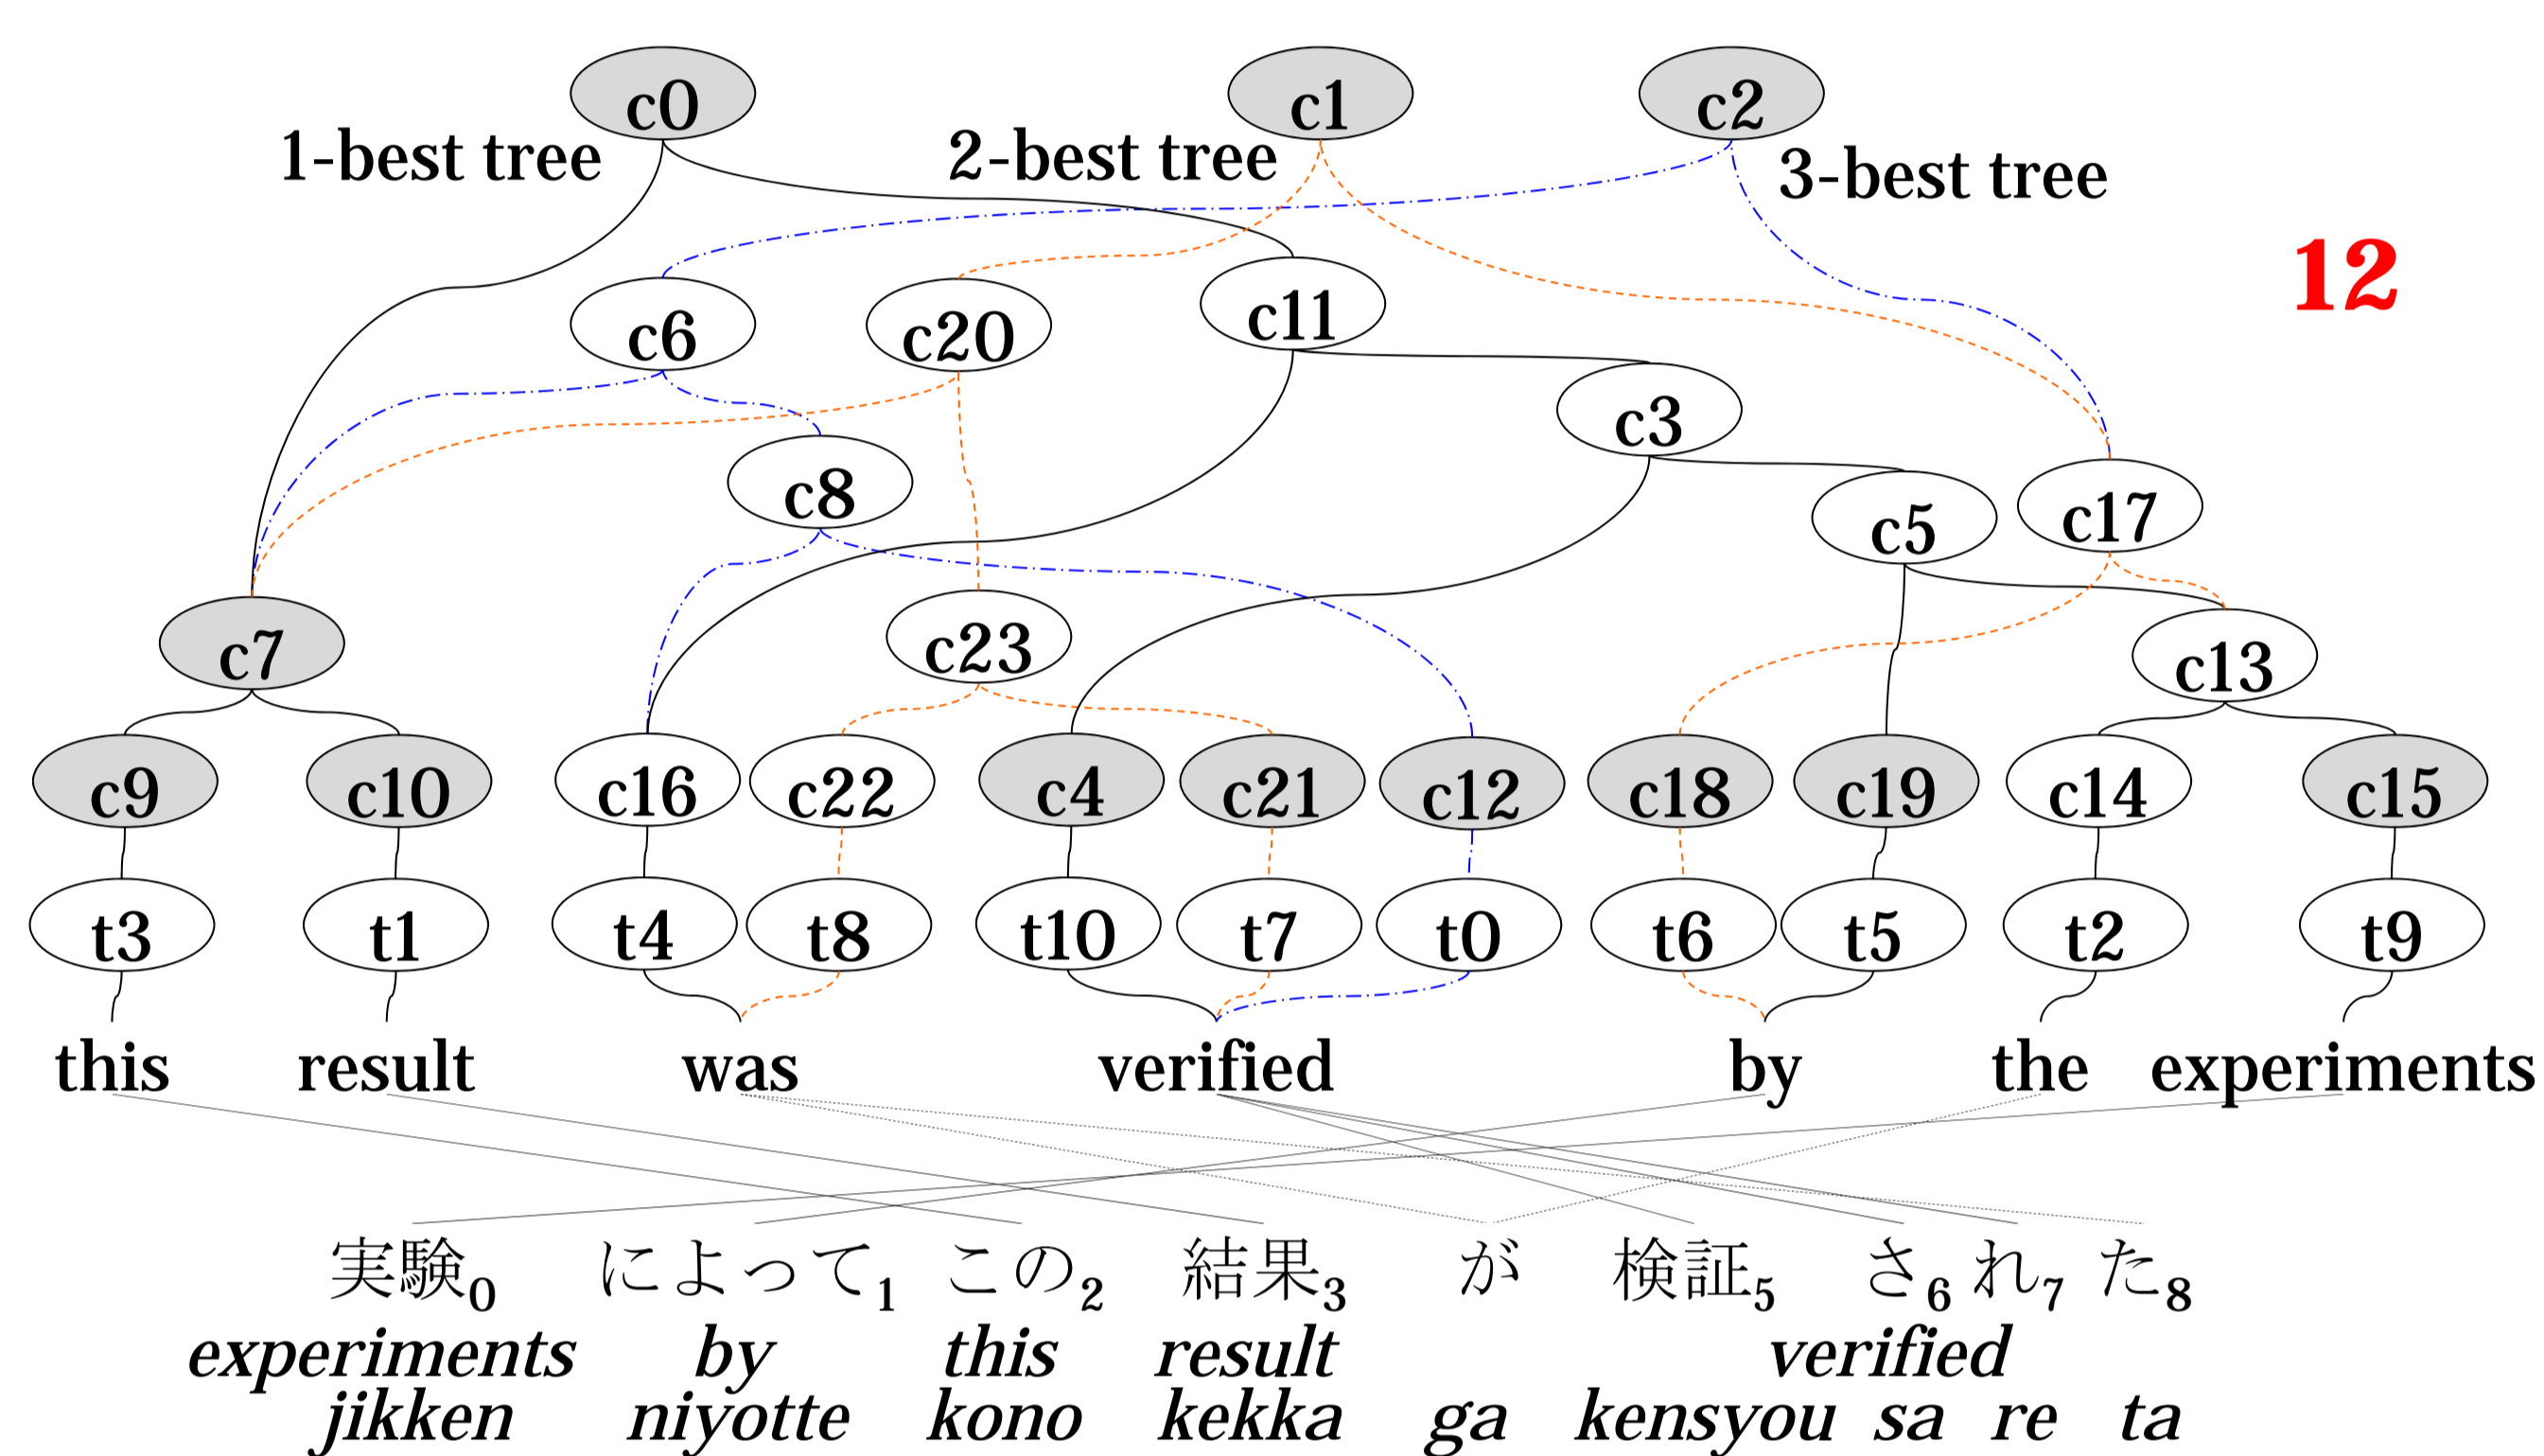 c0 c1 c2
1-best tree 2-best tree 3-best tree
12
c6 c20 c11
c3
c8 c5 c17
c7 c23 c13
c9 c10 c16 c22 c4 c21 c12 c18 c19 c14 c15
t3 t1 t4 t8 t10 t7 t0 t6 t5 t2 t9
this result was verified by the experiments
実験0 によって1 この2 結果3 が 検証5 さ6 れ7 た8
experiments by this result verified
jikken niyotte kono kekka ga kensyou sa re ta